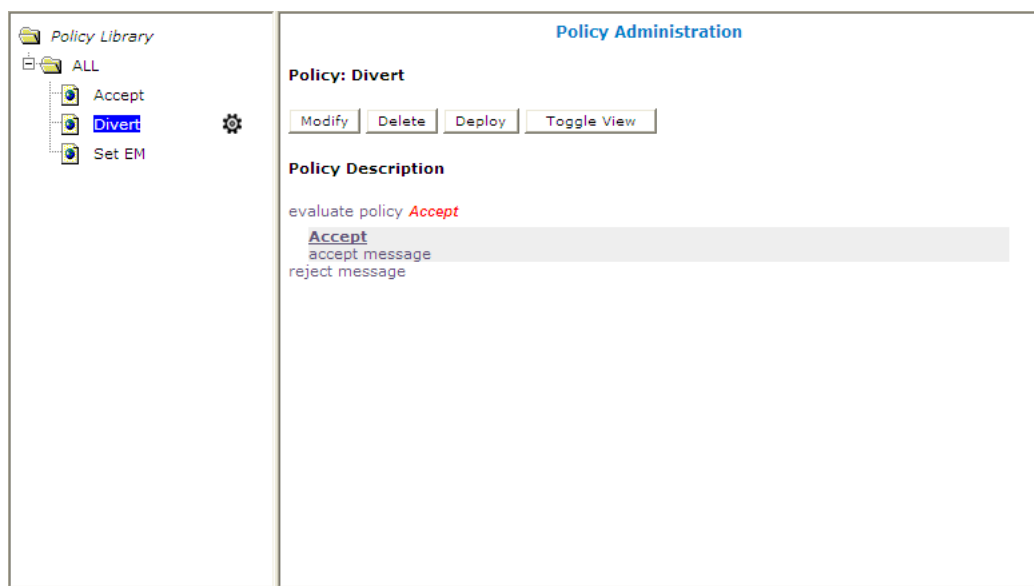 Policy Library
ALL
Accept
Divert
Set EM
Policy Administration
Policy: Divert
Modify Delete Deploy Toggle View
Policy Description
evaluate policy Accept
Accept
accept message
reject message